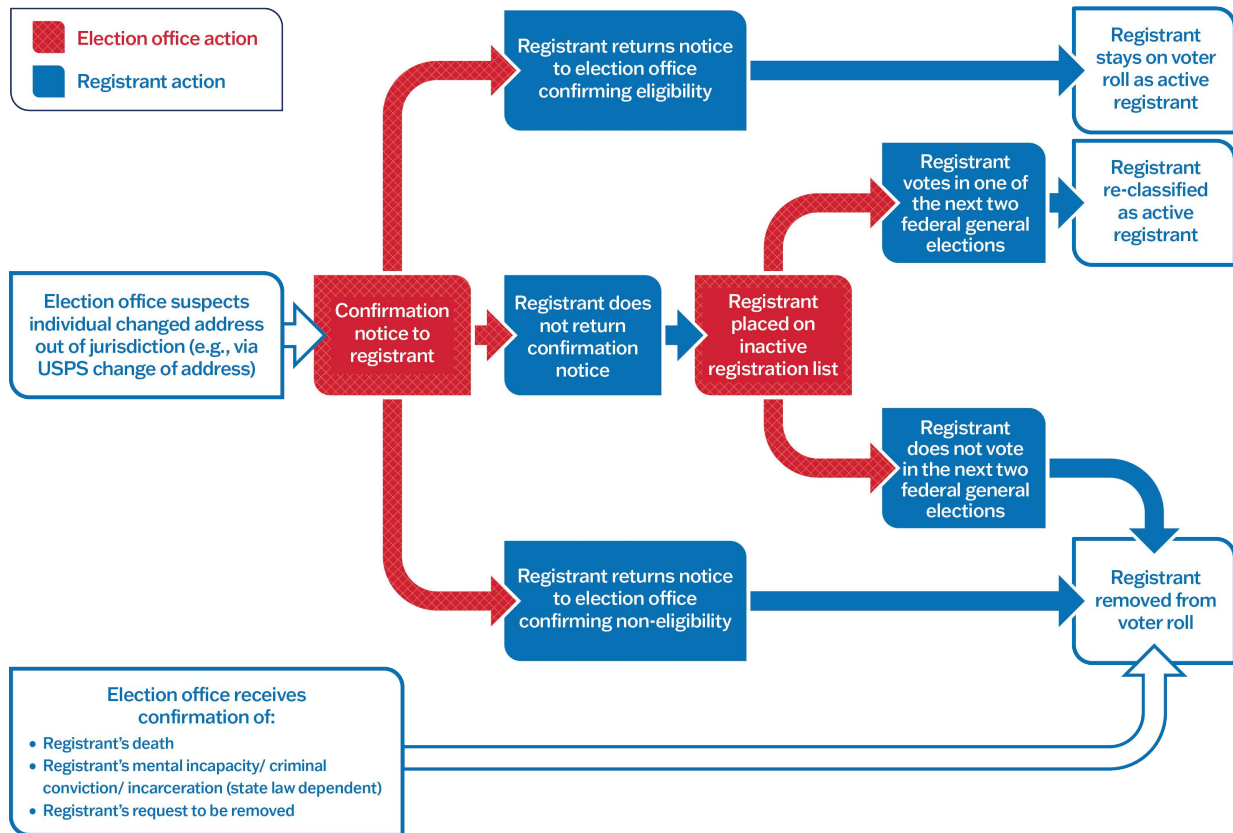 Election office action
Registrant action
Registrant returns notice
to election office
confirming eligibility
Registrant
stays on voter
roll as active
registrant
Registrant
votes in one of
the next two
federal general
elections
Registrant
re-classified
as active
registrant
Election office suspects
individual changed address
out of jurisdiction (e.g., via
USPS change of address)
Confirmation
notice to
registrant
Registrant does
not return
confirmation
notice
Registrant
placed on
inactive
registration list
Registrant
does not vote
in the next two
federal general
elections
Registrant returns notice
to election office
confirming non-eligibility
Registrant
removed from
voter roll
Election office receives
confirmation of:
• Registrant's death
• Registrant's mental incapacity/ criminal
conviction/ incarceration (state law dependent)
• Registrant's request to be removed